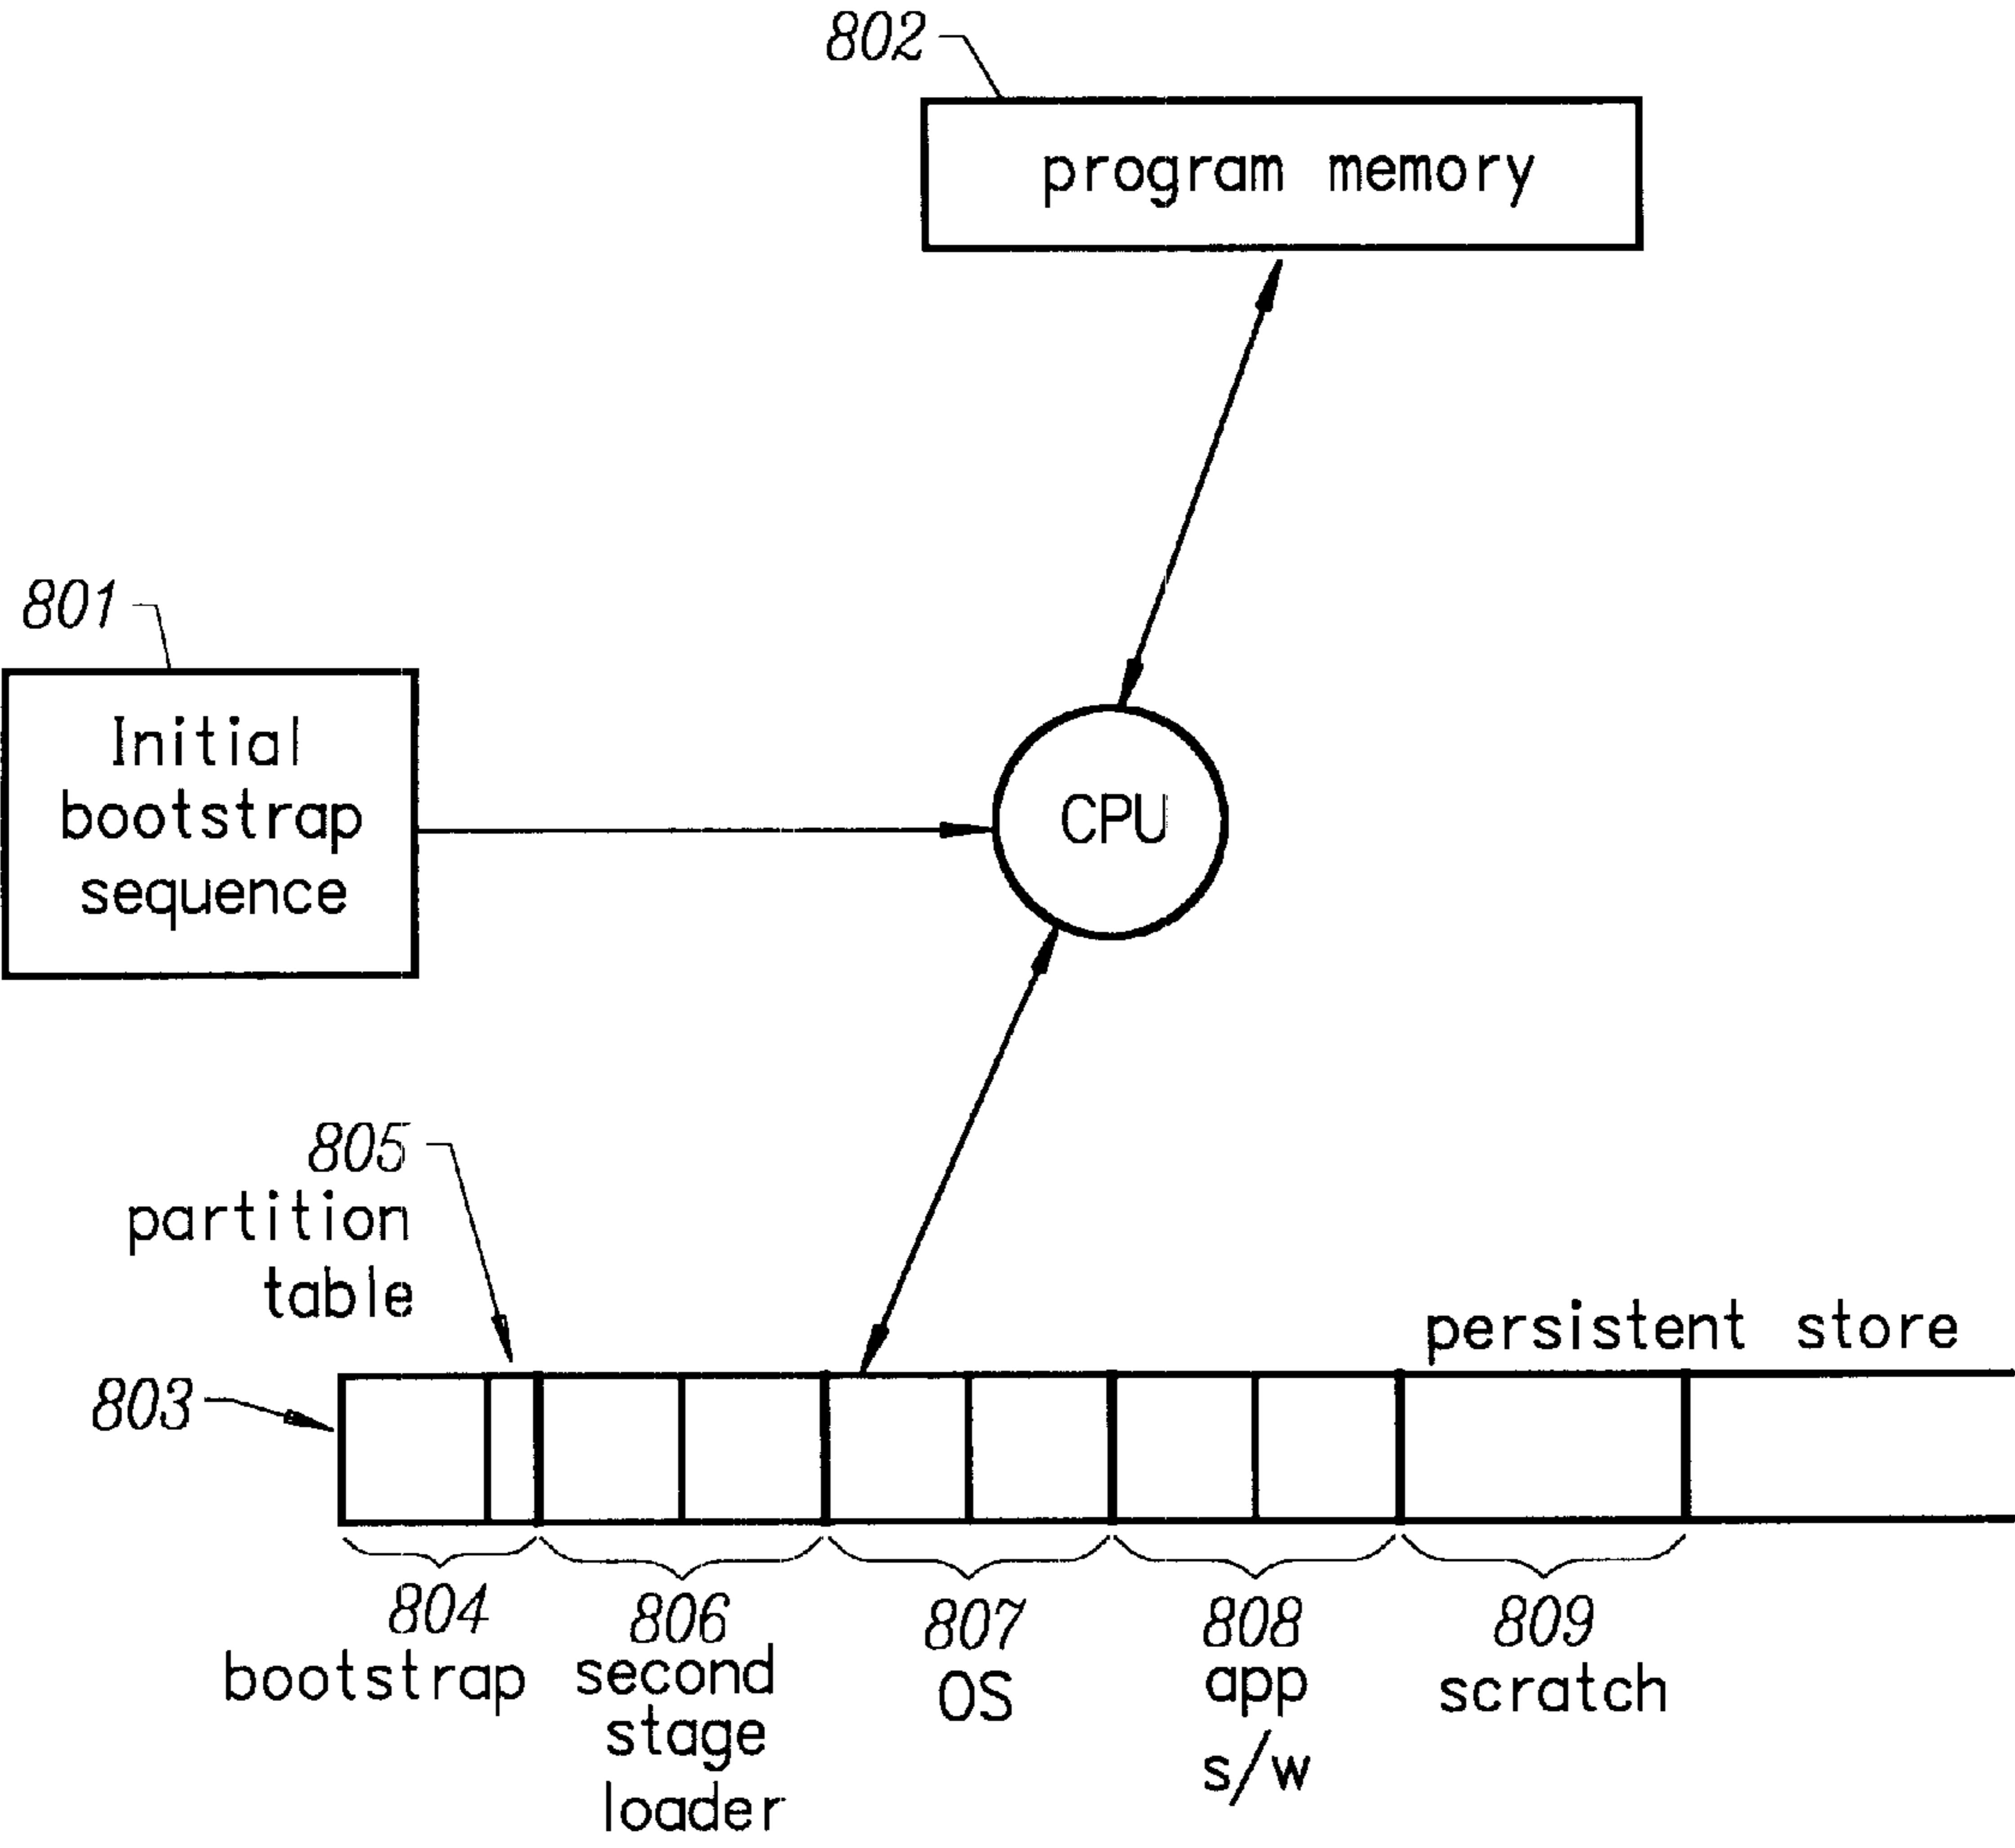 802
program memory
801
Initial
bootstrap
sequence
CPU
805
partition
table
persistent store
803
804
bootstrap
806
second
stage
loader
807
OS
808
app
s/w
809
scratch